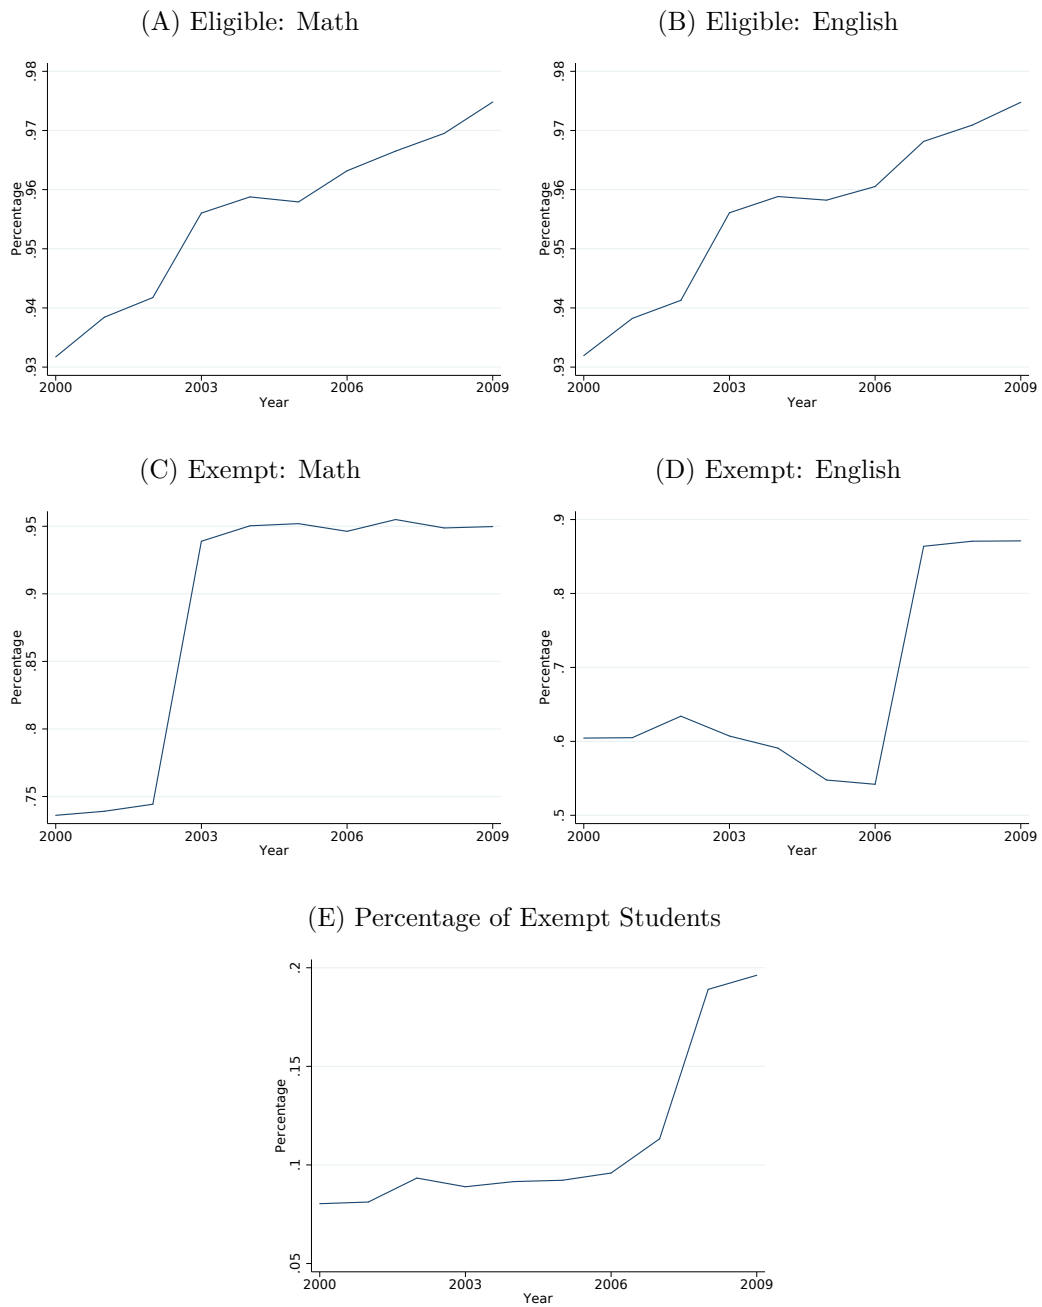 (A) Eligible: Math
Percentage
.98
.97
.96
.95
.94
.93
2000 2003 2006 2009
Year
(B) Eligible: English
Percentage
.98
.97
.96
.95
.94
.93
2000 2003 2006 2009
Year
(C) Exempt: Math
Percentage
.95
.9
.85
.8
.75
2000 2003 2006 2009
Year
(D) Exempt: English
Percentage
.9
.8
.7
.6
.5
2000 2003 2006 2009
Year
(E) Percentage of Exempt Students
Percentage
.2
.15
.1
.05
2000 2003 2006 2009
Year